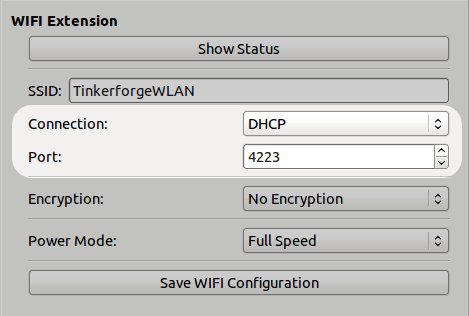 WIFI Extension
Show Status
SSID: TinkerforgeWLAN
Connection: DHCP
Port: 4223
Encryption: No Encryption
Power Mode: Full Speed
Save WIFI Configuration